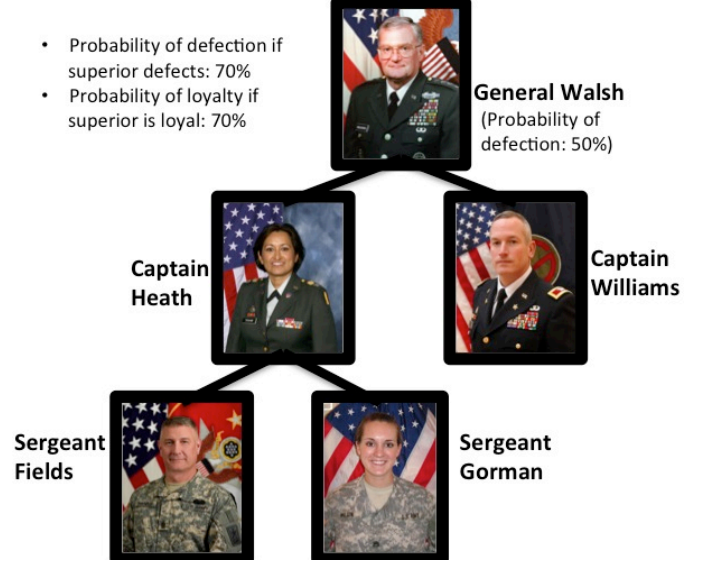 • Probability of defection if
superior defects: 70%
• Probability of loyalty if
superior is loyal: 70%
General Walsh
(Probability of
defection: 50%)
Captain
Heath
Captain
Williams
Sergeant
Fields
Sergeant
Gorman